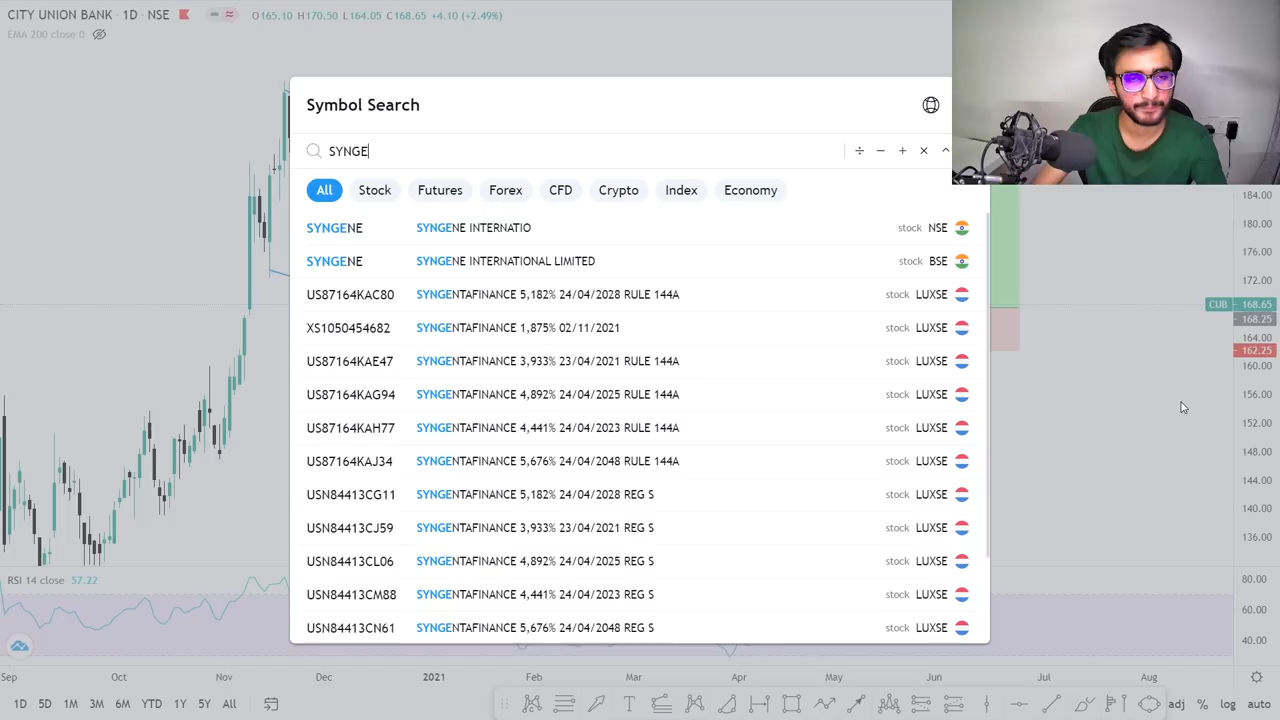 CITY UNION BANK · 1D · NSE O165.10 H170.50 L164.05 C168.65 +4.10 (+2.49%)
EMA 200 close 0
Symbol Search
SYNGE
All Stock Futures Forex CFD Crypto Index Economy
SYNGENE SYNGENE INTERNATIO stock NSE
SYNGENE SYNGENE INTERNATIONAL LIMITED stock BSE
US87164KAC80 SYNGENTAFINANCE 5,182% 24/04/2028 RULE 144A stock LUXSE
XS1050454682 SYNGENTAFINANCE 1,875% 02/11/2021 stock LUXSE
US87164KAE47 SYNGENTAFINANCE 3,933% 23/04/2021 RULE 144A stock LUXSE
US87164KAG94 SYNGENTAFINANCE 4,892% 24/04/2025 RULE 144A stock LUXSE
US87164KAH77 SYNGENTAFINANCE 4,441% 24/04/2023 RULE 144A stock LUXSE
US87164KAJ34 SYNGENTAFINANCE 5,676% 24/04/2048 RULE 144A stock LUXSE
USN84413CG11 SYNGENTAFINANCE 5,182% 24/04/2028 REG S stock LUXSE
USN84413CJ59 SYNGENTAFINANCE 3,933% 23/04/2021 REG S stock LUXSE
USN84413CL06 SYNGENTAFINANCE 4,892% 24/04/2025 REG S stock LUXSE
USN84413CM88 SYNGENTAFINANCE 4,441% 24/04/2023 REG S stock LUXSE
USN84413CN61 SYNGENTAFINANCE 5,676% 24/04/2048 REG S stock LUXSE
184.00
180.00
176.00
172.00
CUB 168.65
168.25
164.00
162.25
160.00
156.00
152.00
148.00
144.00
140.00
136.00
RSI 14 close 57.22
80.00
60.00
40.00
Sep Oct Nov Dec 2021 Feb Mar Apr May Jun Jul Aug
1D 5D 1M 3M 6M YTD 1Y 5Y All adj % log auto